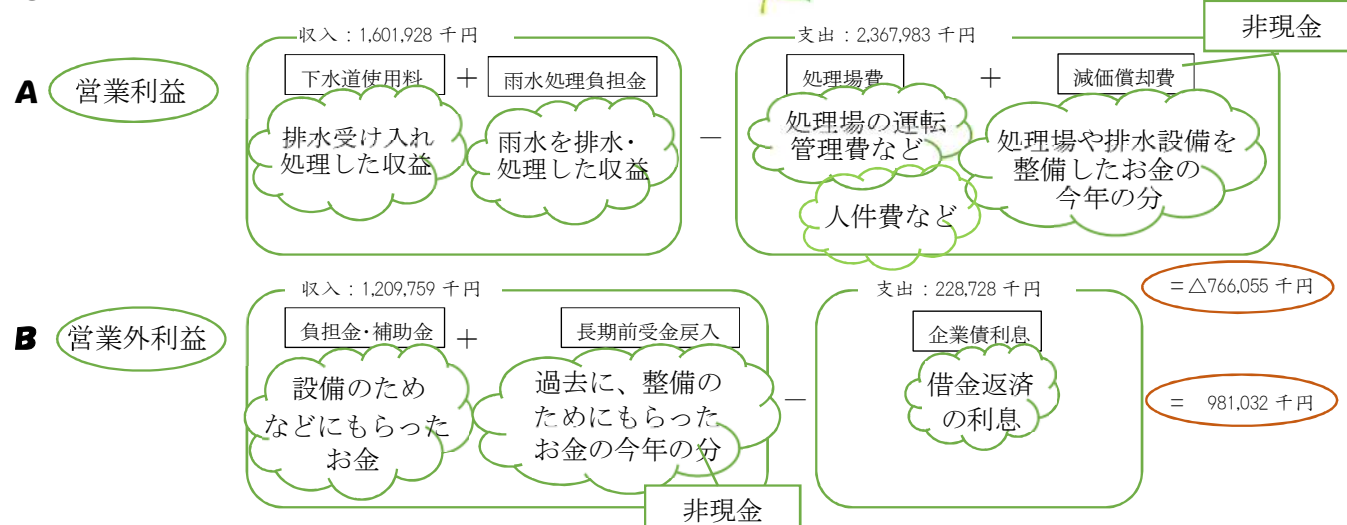 収入：1,601,928 千円
支出：2,367,983 千円
非現金
A 営業利益
下水道使用料 ＋ 雨水処理負担金
－
処理場費 ＋ 減価償却費
排水受け入れ
処理した収益
雨水を排水・
処理した収益
処理場の運転
管理費など
人件費など
処理場や排水設備を
整備したお金の
今年の分
＝△766,055 千円
収入：1,209,759 千円
支出：228,728 千円
B 営業外利益
負担金・補助金 ＋ 長期前受金戻入
－
企業債利息
設備のため
などにもらった
お金
過去に、整備の
ためにもらった
お金の今年の分
借金返済
の利息
＝ 981,032 千円
非現金